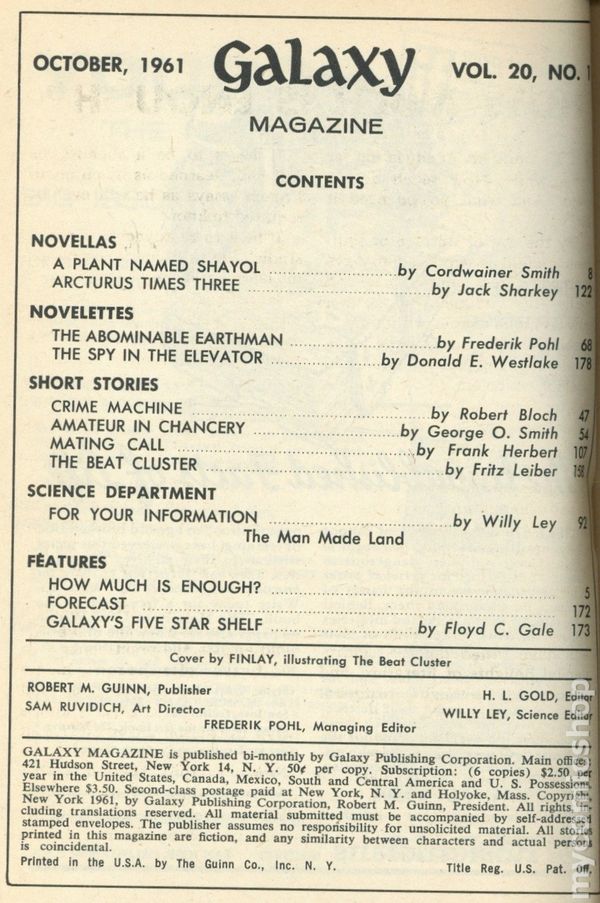 OCTOBER, 1961 Galaxy VOL. 20, NO. 1
MAGAZINE
CONTENTS
NOVELLAS
A PLANT NAMED SHAYOL ........ by Cordwainer Smith 8
ARCTURUS TIMES THREE ........ by Jack Sharkey 122
NOVELETTES
THE ABOMINABLE EARTHMAN ........ by Frederik Pohl 68
THE SPY IN THE ELEVATOR ........ by Donald E. Westlake 178
SHORT STORIES
CRIME MACHINE ........ by Robert Bloch 47
AMATEUR IN CHANCERY ........ by George O. Smith 54
MATING CALL ........ by Frank Herbert 107
THE BEAT CLUSTER ........ by Fritz Leiber 158
SCIENCE DEPARTMENT
FOR YOUR INFORMATION ........ by Willy Ley 92
The Man Made Land
FEATURES
HOW MUCH IS ENOUGH? ........ 5
FORECAST ........ 172
GALAXY'S FIVE STAR SHELF ........ by Floyd C. Gale 173
Cover by FINLAY, illustrating The Beat Cluster
ROBERT M. GUINN, Publisher H. L. GOLD, Editor
SAM RUVIDICH, Art Director WILLY LEY, Science Editor
FREDERIK POHL, Managing Editor
GALAXY MAGAZINE is published bi-monthly by Galaxy Publishing Corporation. Main offices:
421 Hudson Street, New York 14, N. Y. 50¢ per copy. Subscription: (6 copies) $2.50 per
year in the United States, Canada, Mexico, South and Central America and U. S. Possessions.
Elsewhere $3.50. Second-class postage paid at New York, N. Y. and Holyoke, Mass. Copyright,
New York 1961, by Galaxy Publishing Corporation, Robert M. Guinn, President. All rights,
cluding translations reserved. All material submitted must be accompanied by self-addressed
stamped envelopes. The publisher assumes no responsibility for unsolicited material. All stories
printed in this magazine are fiction, and any similarity between characters and actual persons
is coincidental.
Printed in the U.S.A. by The Guinn Co., Inc. N. Y. Title Reg. U.S. Pat. Off.